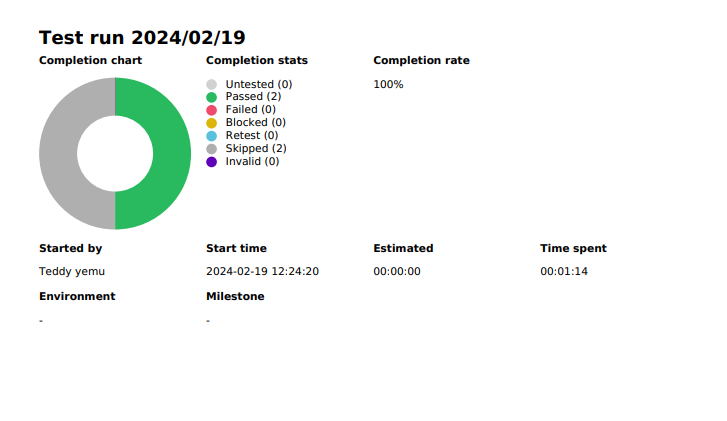 Test run 2024/02/19
Completion chart
Completion stats
Completion rate
Untested (0)
Passed (2)
Failed (0)
Blocked (0)
Retest (0)
Skipped (2)
Invalid (0)
100%
Started by
Start time
Estimated
Time spent
Teddy yemu
2024-02-19 12:24:20
00:00:00
00:01:14
Environment
Milestone
-
-